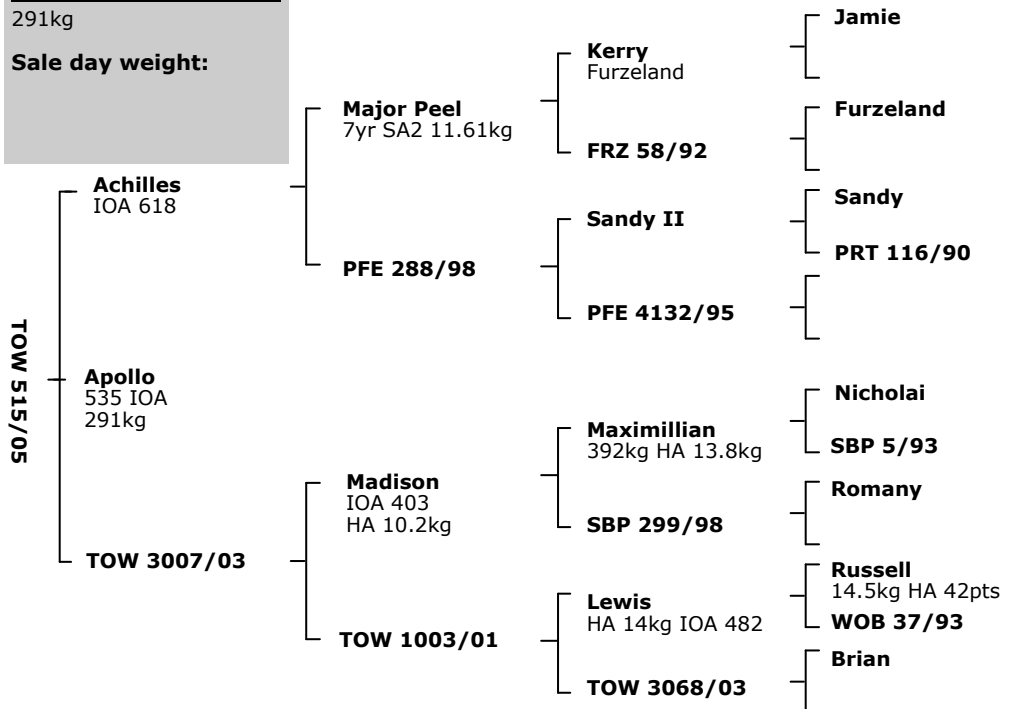 291kg
Sale day weight:
TOW 515/05
Achilles
IOA 618
Apollo
535 IOA
291kg
TOW 3007/03
Major Peel
7yr SA2 11.61kg
PFE 288/98
Madison
IOA 403
HA 10.2kg
TOW 1003/01
Kerry
Furzeland
FRZ 58/92
Sandy II
PFE 4132/95
Maximillian
392kg HA 13.8kg
SBP 299/98
Lewis
HA 14kg IOA 482
TOW 3068/03
Jamie
Furzeland
Sandy
PRT 116/90
Nicholai
SBP 5/93
Romany
Russell
14.5kg HA 42pts
WOB 37/93
Brian